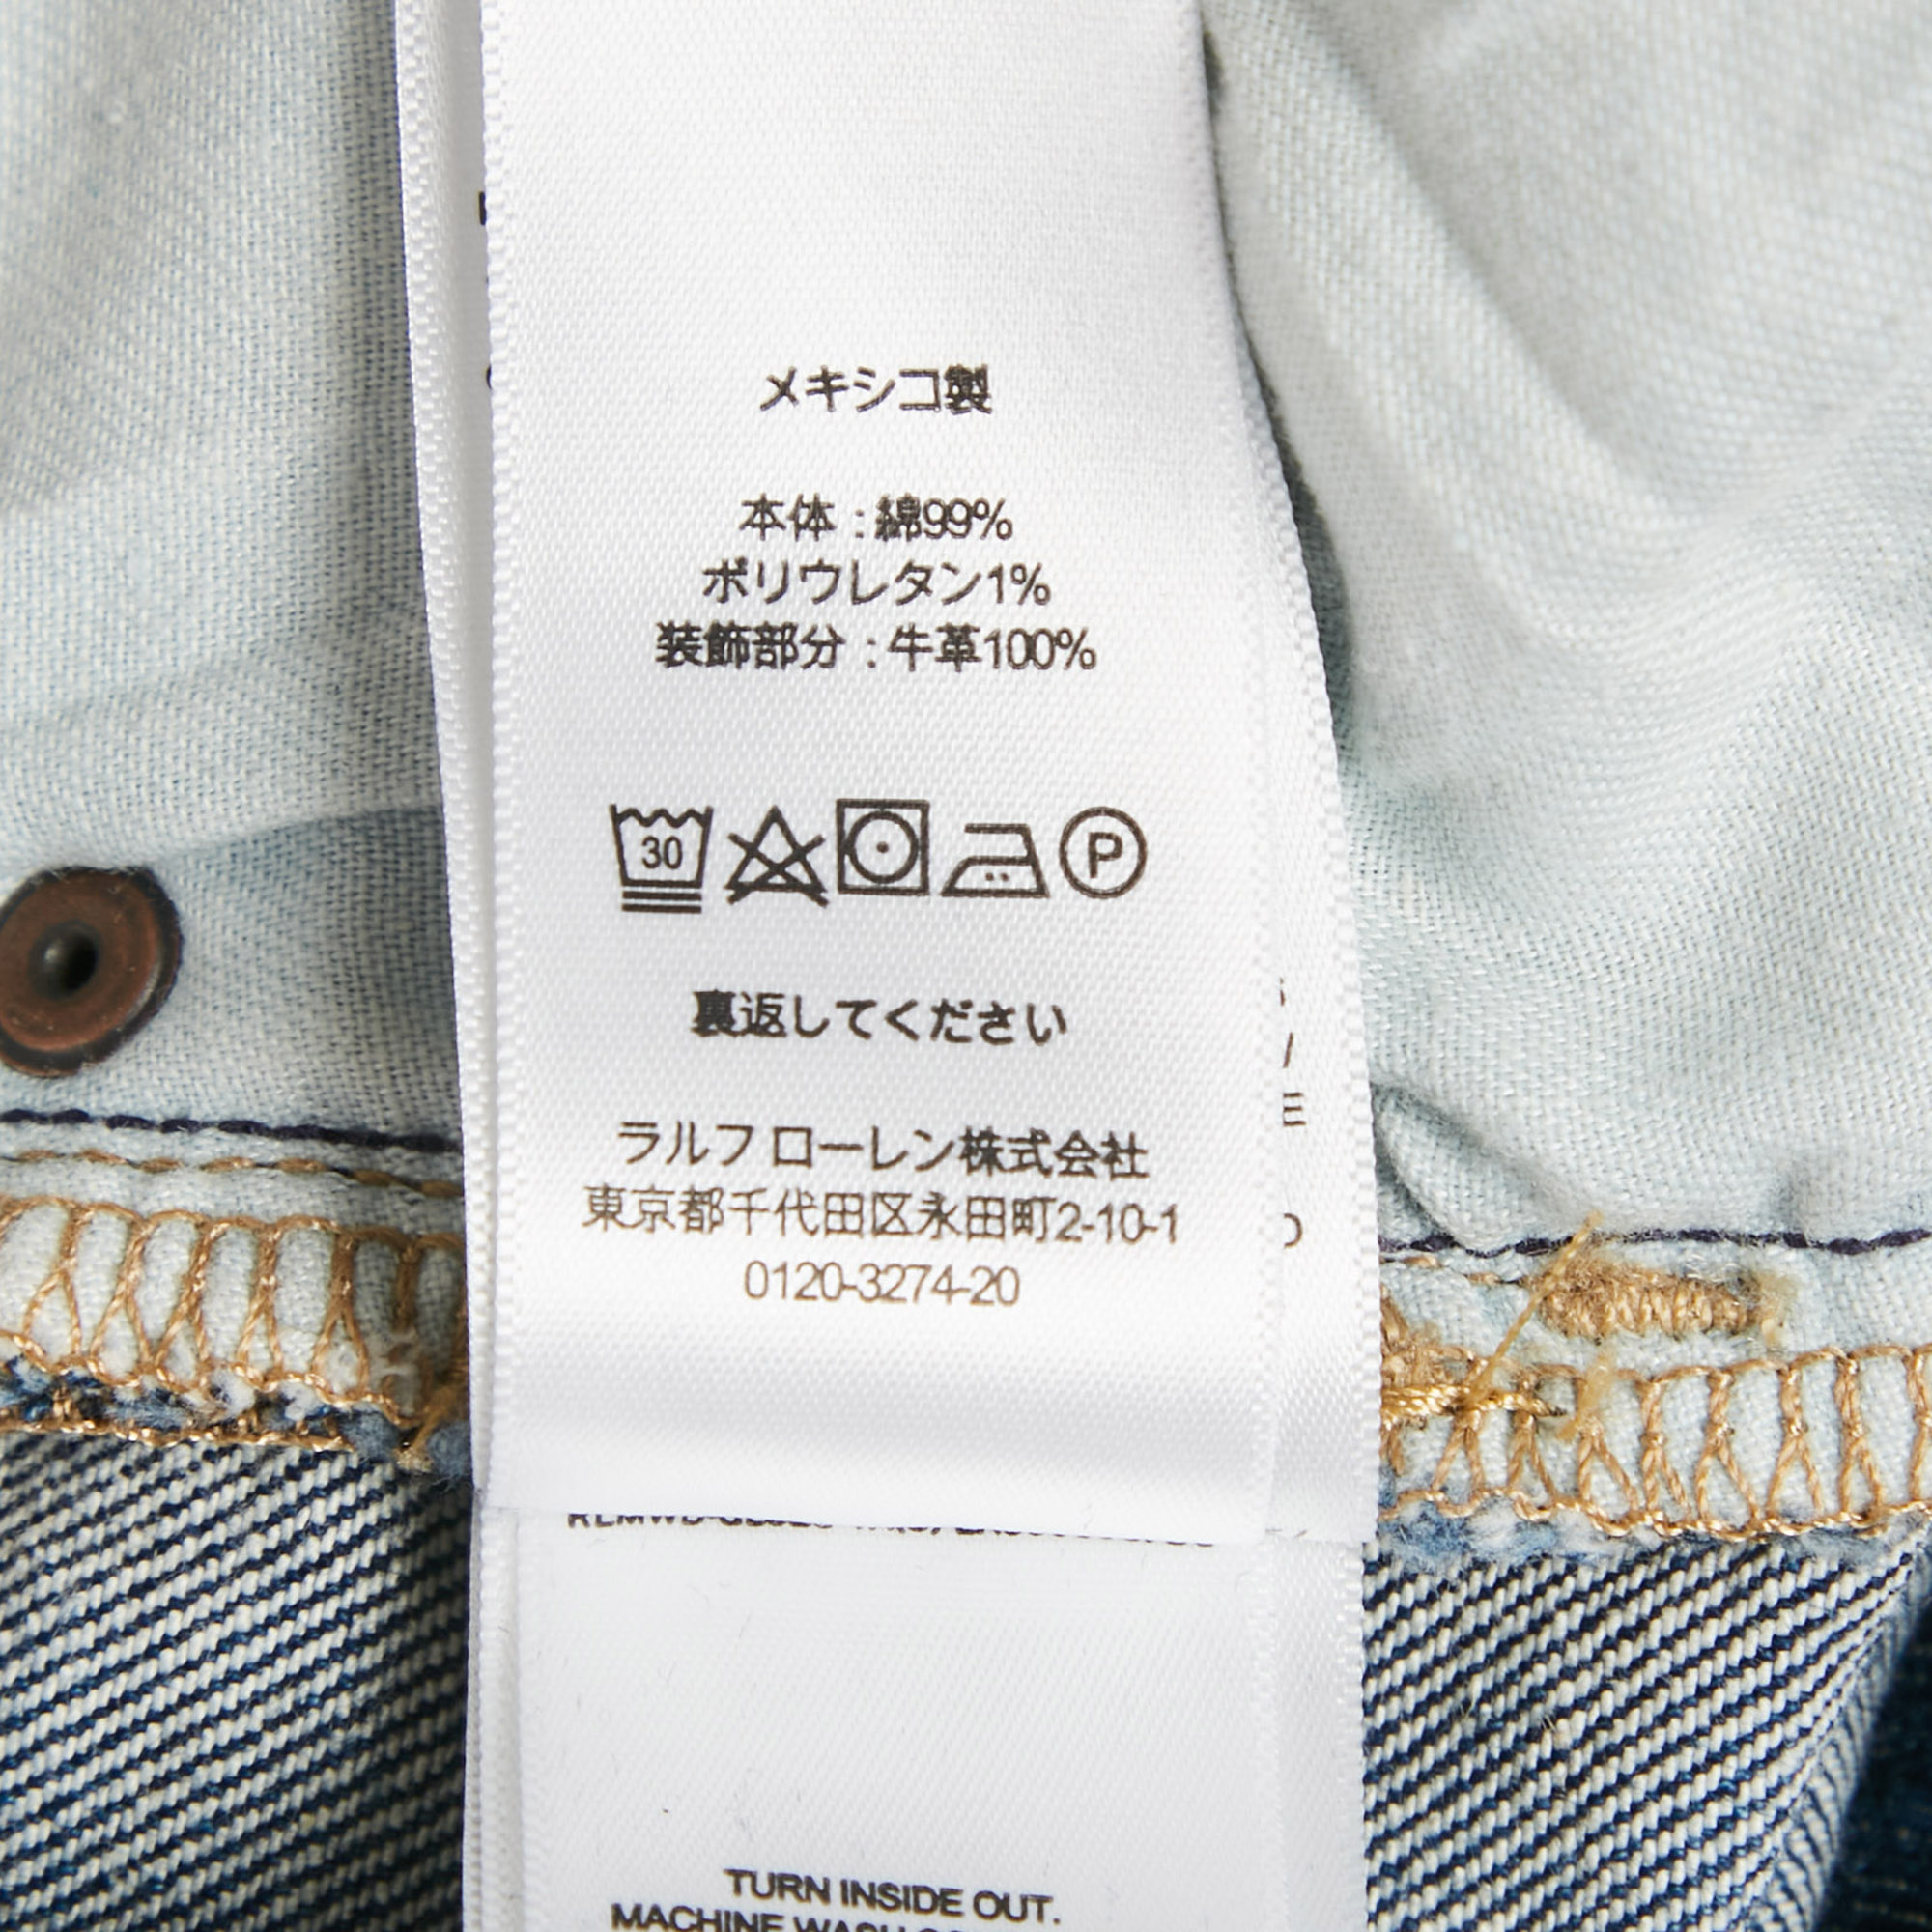 メキシコ製
本体 : 綿99%
ポリウレタン1%
装飾部分 : 牛革100%
30
P
裏返してください
ラルフ ローレン株式会社
東京都千代田区永田町2-10-1
0120-3274-20
TURN INSIDE OUT.
MACHINE WASH